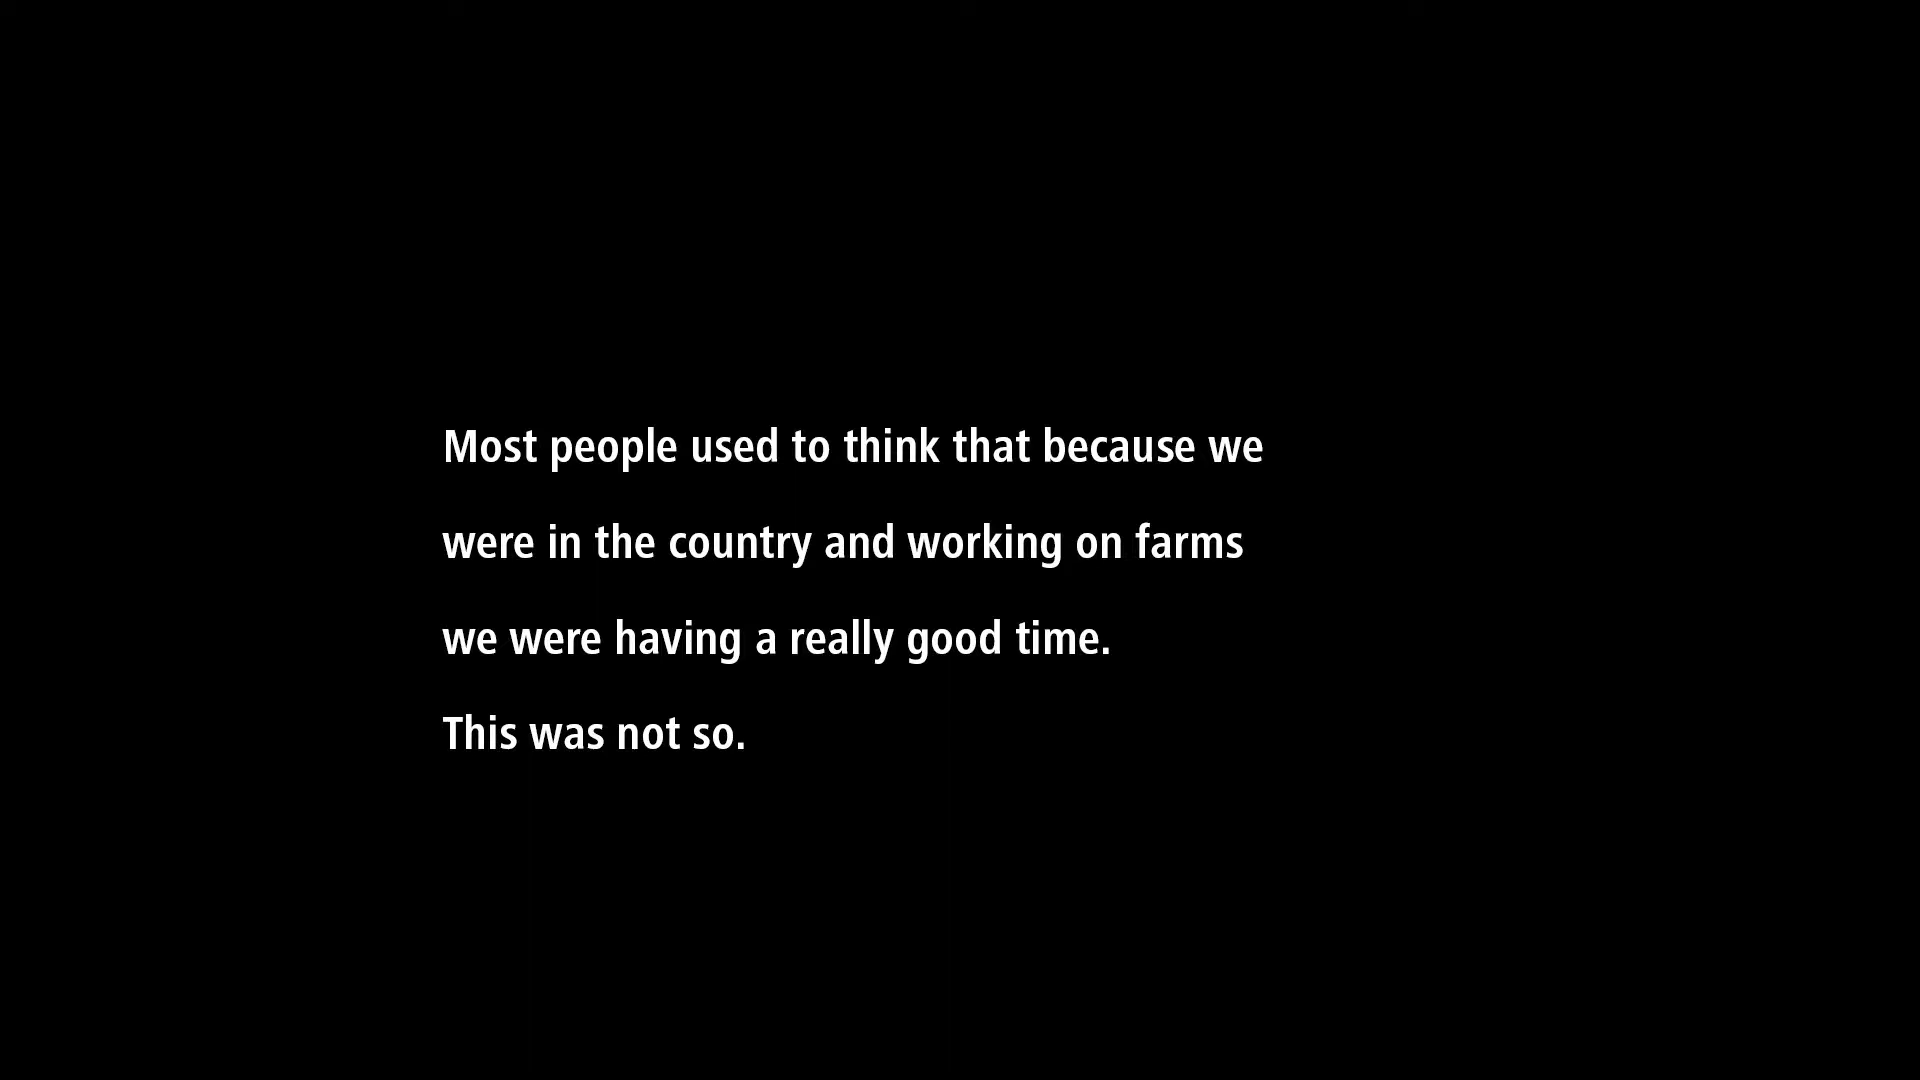 Most people used to think that because we
were in the country and working on farms
we were having a really good time.
This was not so.